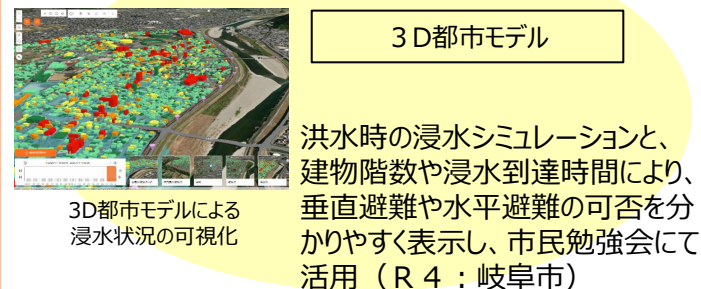 3D都市モデル
洪水時の浸水シミュレーションと、
建物階数や浸水到達時間により、
垂直避難や水平避難の可否を分
かりやすく表示し、市民勉強会にて
活用（R４：岐阜市）
3D都市モデルによる
浸水状況の可視化